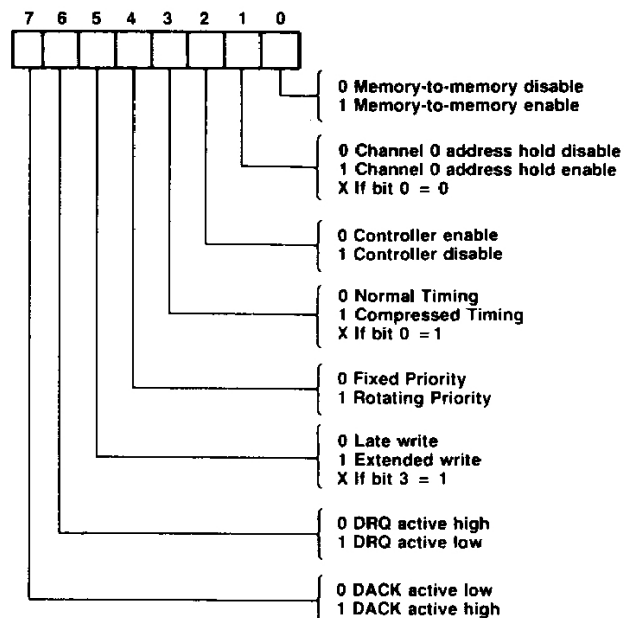 7 6 5 4 3 2 1 0
0 Memory-to-memory disable
1 Memory-to-memory enable
0 Channel 0 address hold disable
1 Channel 0 address hold enable
X If bit 0 = 0
0 Controller enable
1 Controller disable
0 Normal Timing
1 Compressed Timing
X If bit 0 = 1
0 Fixed Priority
1 Rotating Priority
0 Late write
1 Extended write
X If bit 3 = 1
0 DRQ active high
1 DRQ active low
0 DACK active low
1 DACK active high